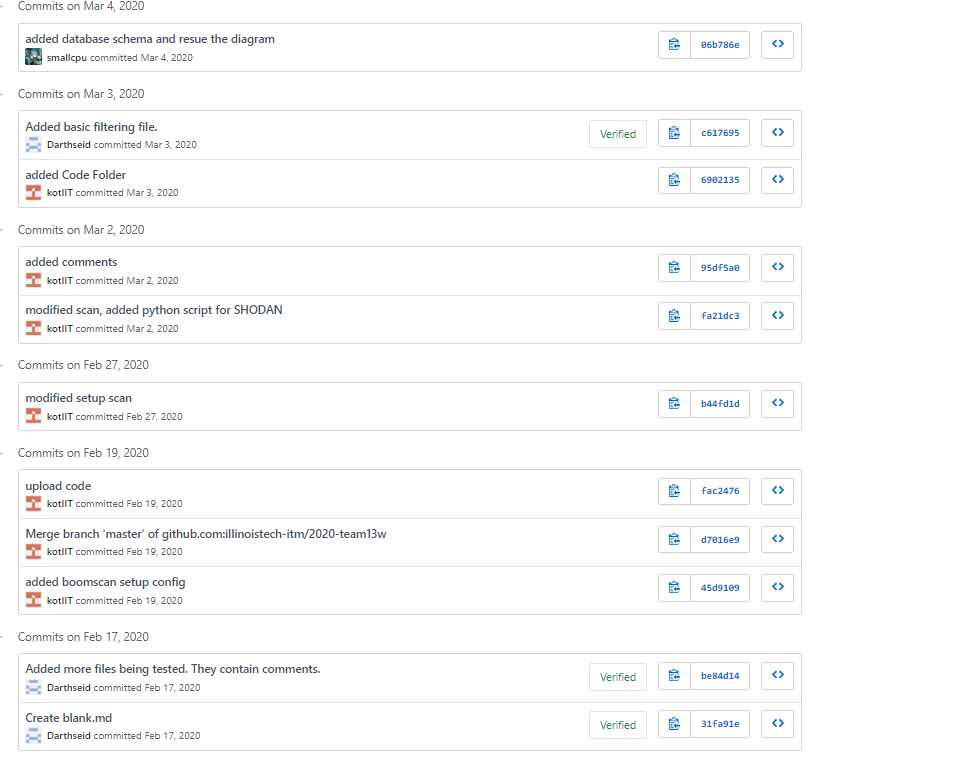 Commits on Mar 4, 2020
added database schema and resue the diagram
06b786e
smallcpu committed Mar 4, 2020
Commits on Mar 3, 2020
Added basic filtering file.
Verified c617695
Darthseid committed Mar 3, 2020
added Code Folder
6902135
kotIIT committed Mar 3, 2020
Commits on Mar 2, 2020
added comments
95df5a0
kotIIT committed Mar 2, 2020
modified scan, added python script for SHODAN
fa21dc3
kotIIT committed Mar 2, 2020
Commits on Feb 27, 2020
modified setup scan
b44fd1d
kotIIT committed Feb 27, 2020
Commits on Feb 19, 2020
upload code
fac2476
kotIIT committed Feb 19, 2020
Merge branch 'master' of github.com:illinoistech-itm/2020-team13w
d7016e9
kotIIT committed Feb 19, 2020
added boomscan setup config
45d9109
kotIIT committed Feb 19, 2020
Commits on Feb 17, 2020
Added more files being tested. They contain comments.
Verified be84d14
Darthseid committed Feb 17, 2020
Create blank.md
Verified 31fa91e
Darthseid committed Feb 17, 2020